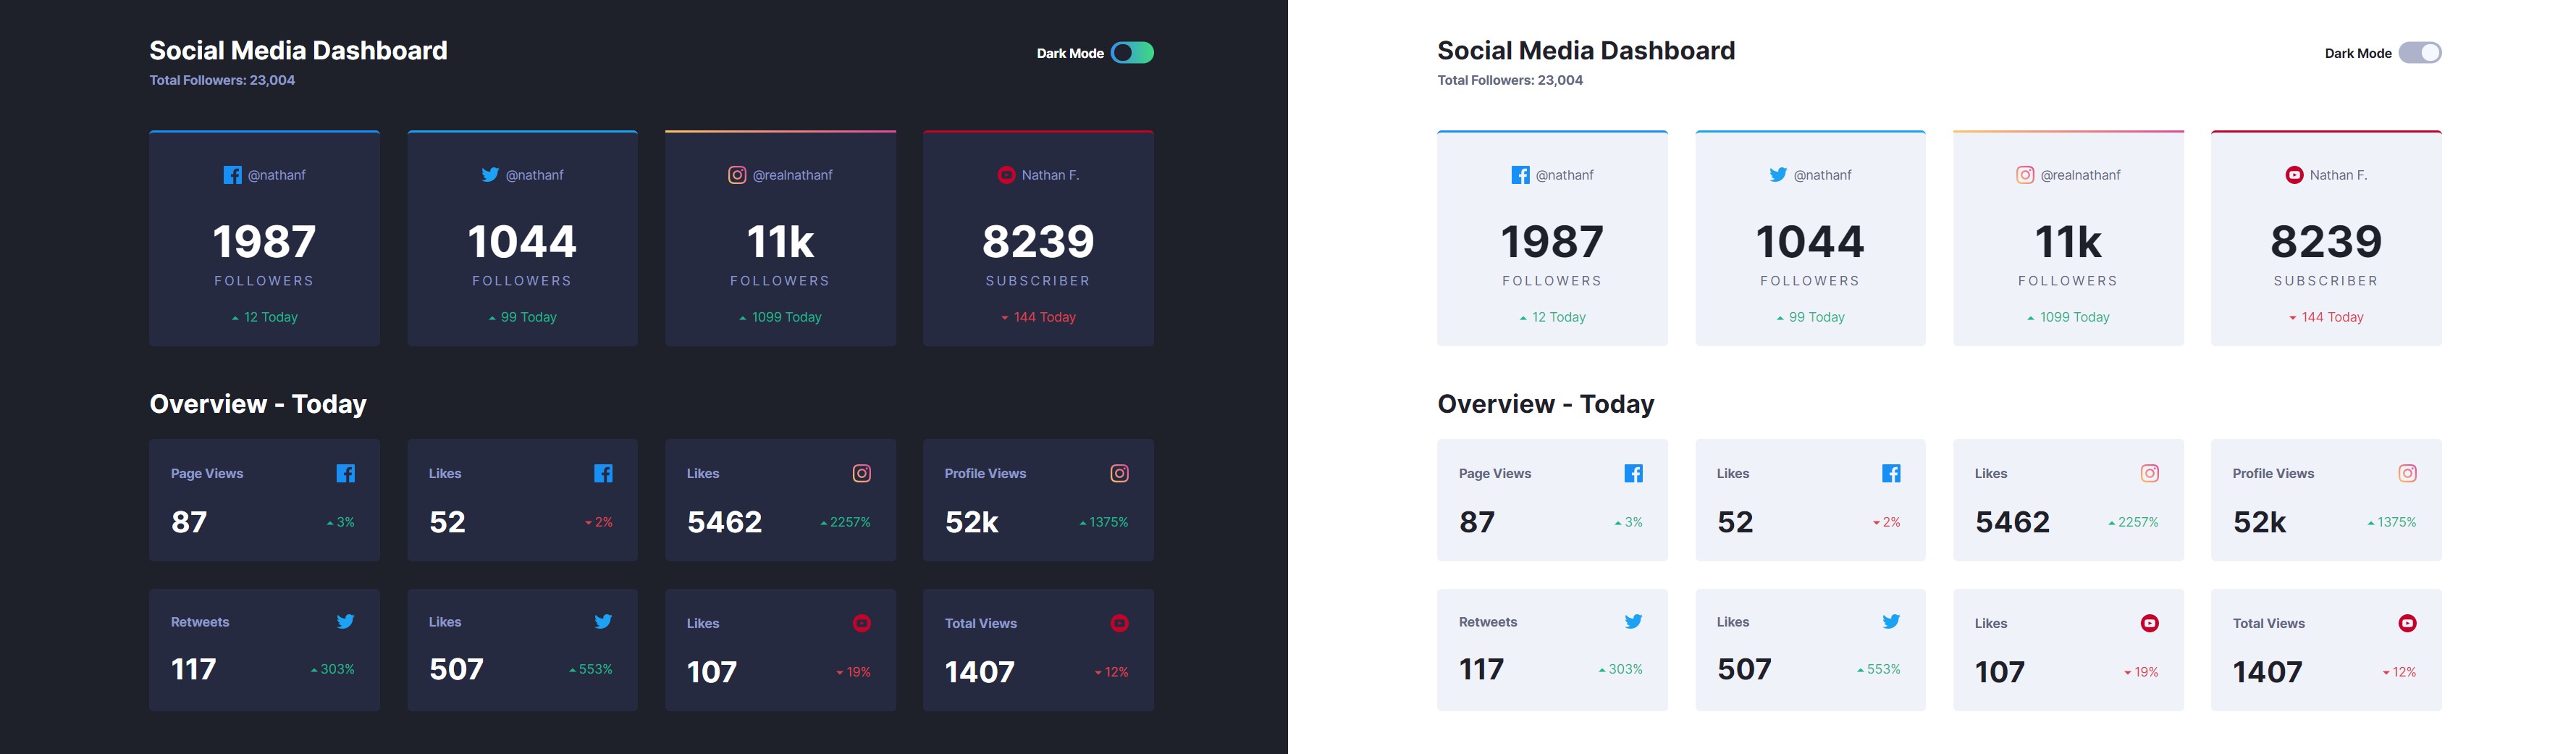 Social Media Dashboard
Dark Mode
Total Followers: 23,004
@nathanf
@nathanf
@realnathanf
Nathan F.
1987
1044
11k
8239
FOLLOWERS
FOLLOWERS
FOLLOWERS
SUBSCRIBER
12 Today
99 Today
1099 Today
144 Today
Overview - Today
Page Views
Likes
Likes
Profile Views
87
3%
52
2%
5462
2257%
52k
1375%
Retweets
Likes
Likes
Total Views
117
303%
507
553%
107
19%
1407
12%
Social Media Dashboard
Dark Mode
Total Followers: 23,004
@nathanf
@nathanf
@realnathanf
Nathan F.
1987
1044
11k
8239
FOLLOWERS
FOLLOWERS
FOLLOWERS
SUBSCRIBER
12 Today
99 Today
1099 Today
144 Today
Overview - Today
Page Views
Likes
Likes
Profile Views
87
3%
52
2%
5462
2257%
52k
1375%
Retweets
Likes
Likes
Total Views
117
303%
507
553%
107
19%
1407
12%